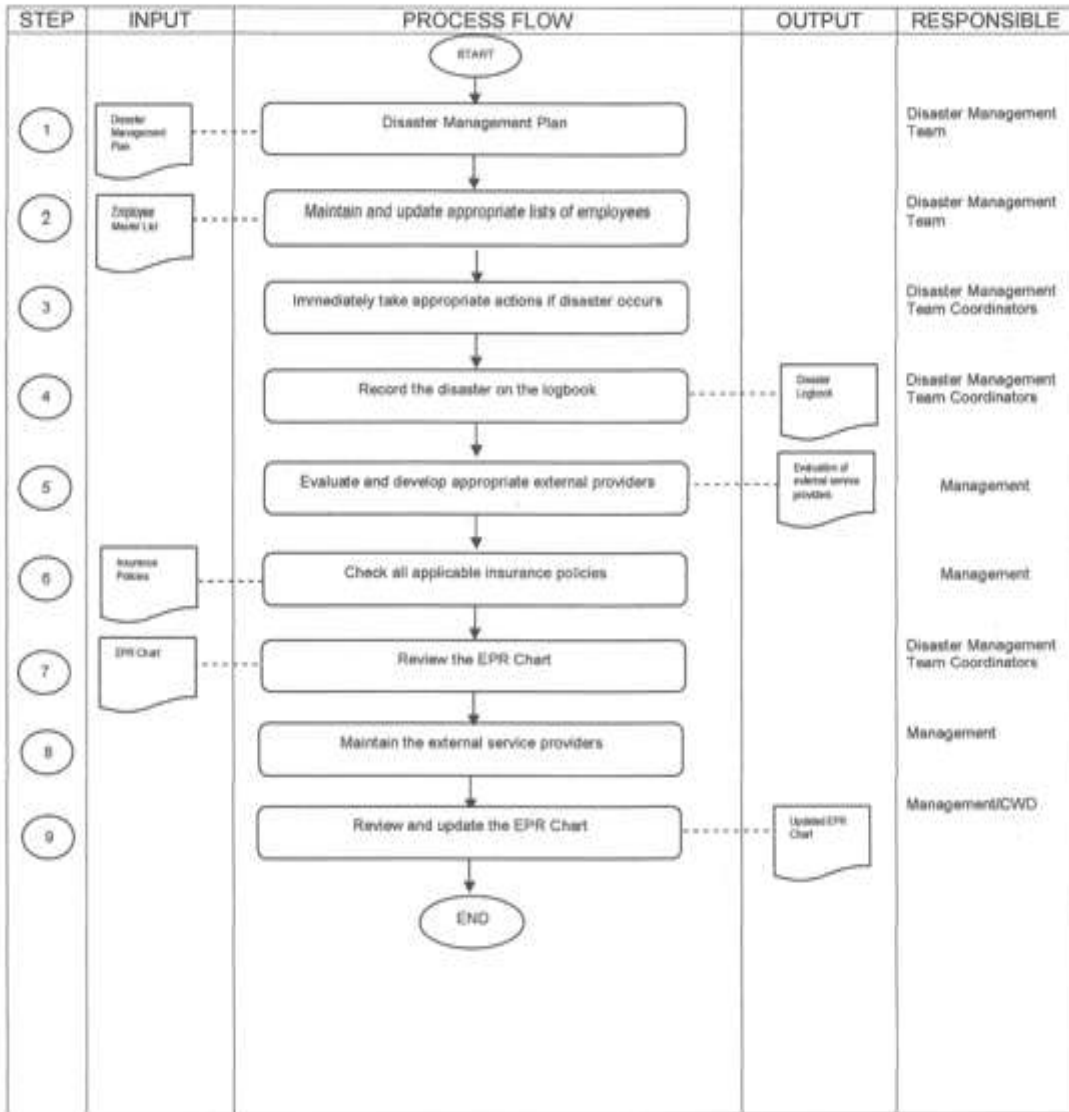 STEP INPUT PROCESS FLOW OUTPUT RESPONSIBLE
START
1
Disaster
Management
Plan
Disaster Management Plan
Disaster Management
Team
2
Employee
Master List
Maintain and update appropriate lists of employees
Disaster Management
Team
3
Immediately take appropriate actions if disaster occurs
Disaster Management
Team Coordinators
4
Record the disaster on the logbook
Disaster
Logbook
Disaster Management
Team Coordinators
5
Evaluate and develop appropriate external providers
Evaluation of
external service
providers
Management
6
Insurance
Policies
Check all applicable insurance policies
Management
7
EPR Chart
Review the EPR Chart
Disaster Management
Team Coordinators
8
Maintain the external service providers
Management
9
Review and update the EPR Chart
Updated EPR
Chart
Management/CWD
END